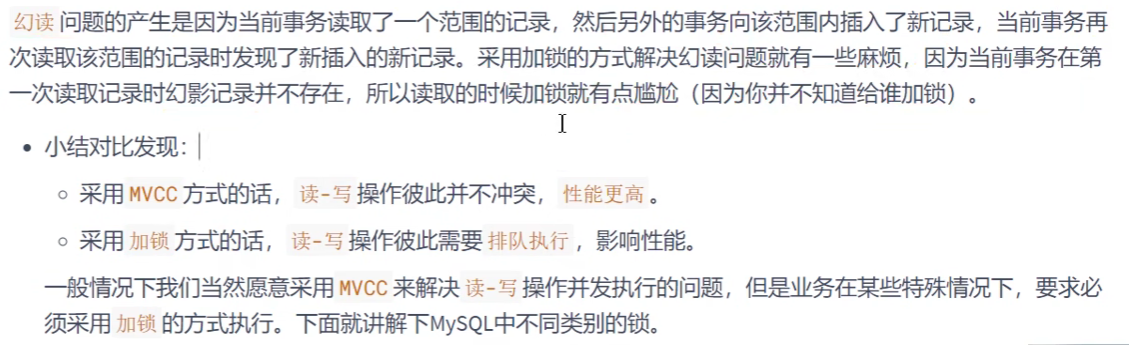 幻读 问题的产生是因为当前事务读取了一个范围的记录，然后另外的事务向该范围内插入了新记录，当前事务再
次读取该范围的记录时发现了新插入的新记录。采用加锁的方式解决幻读问题就有一些麻烦，因为当前事务在第
一次读取记录时幻影记录并不存在，所以读取的时候加锁就有点尴尬（因为你并不知道给谁加锁）。
• 小结对比发现：
○ 采用 MVCC 方式的话， 读-写 操作彼此并不冲突， 性能更高 。
○ 采用 加锁 方式的话， 读-写 操作彼此需要 排队执行 ，影响性能。
一般情况下我们当然愿意采用 MVCC 来解决 读-写 操作并发执行的问题，但是业务在某些特殊情况下，要求必
须采用 加锁 的方式执行。下面就讲解下MySQL中不同类别的锁。